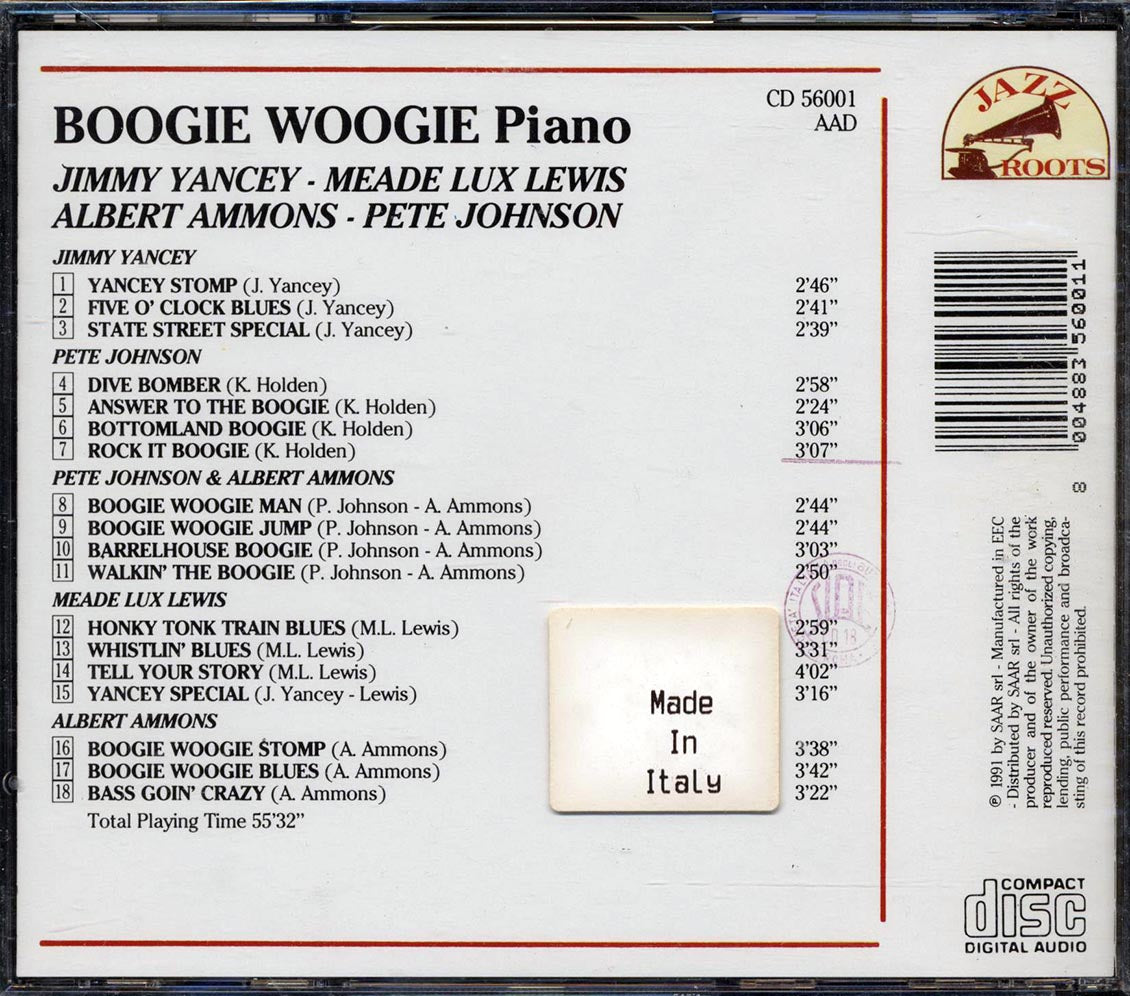 BOOGIE WOOGIE Piano
CD 56001
AAD
JIMMY YANCEY - MEADE LUX LEWIS
ALBERT AMMONS - PETE JOHNSON
JIMMY YANCEY
1 YANCEY STOMP (J. Yancey) 2'46"
2 FIVE O' CLOCK BLUES (J. Yancey) 2'41"
3 STATE STREET SPECIAL (J. Yancey) 2'39"
PETE JOHNSON
4 DIVE BOMBER (K. Holden) 2'58"
5 ANSWER TO THE BOOGIE (K. Holden) 2'24"
6 BOTTOMLAND BOOGIE (K. Holden) 3'06"
7 ROCK IT BOOGIE (K. Holden) 3'07"
PETE JOHNSON & ALBERT AMMONS
8 BOOGIE WOOGIE MAN (P. Johnson - A. Ammons) 2'44"
9 BOOGIE WOOGIE JUMP (P. Johnson - A. Ammons) 2'44"
10 BARRELHOUSE BOOGIE (P. Johnson - A. Ammons) 3'03"
11 WALKIN' THE BOOGIE (P. Johnson - A. Ammons) 2'50"
MEADE LUX LEWIS
12 HONKY TONK TRAIN BLUES (M.L. Lewis) 2'59"
13 WHISTLIN' BLUES (M.L. Lewis) 3'31"
14 TELL YOUR STORY (M.L. Lewis) 4'02"
15 YANCEY SPECIAL (J. Yancey - Lewis) 3'16"
ALBERT AMMONS
16 BOOGIE WOOGIE STOMP (A. Ammons) 3'38"
17 BOOGIE WOOGIE BLUES (A. Ammons) 3'42"
18 BASS GOIN' CRAZY (A. Ammons) 3'22"
Total Playing Time 55'32"
Made
In
Italy
JAZZ
ROOTS
004883 560011
8
℗ 1991 by SAAR srl - Manufactured in EEC
- Distributed by SAAR srl - All rights of the
producer and of the owner of the work
reproduced reserved. Unauthorized copying,
lending, public performance and broadca-
sting of this record prohibited.
COMPACT
disc
DIGITAL AUDIO